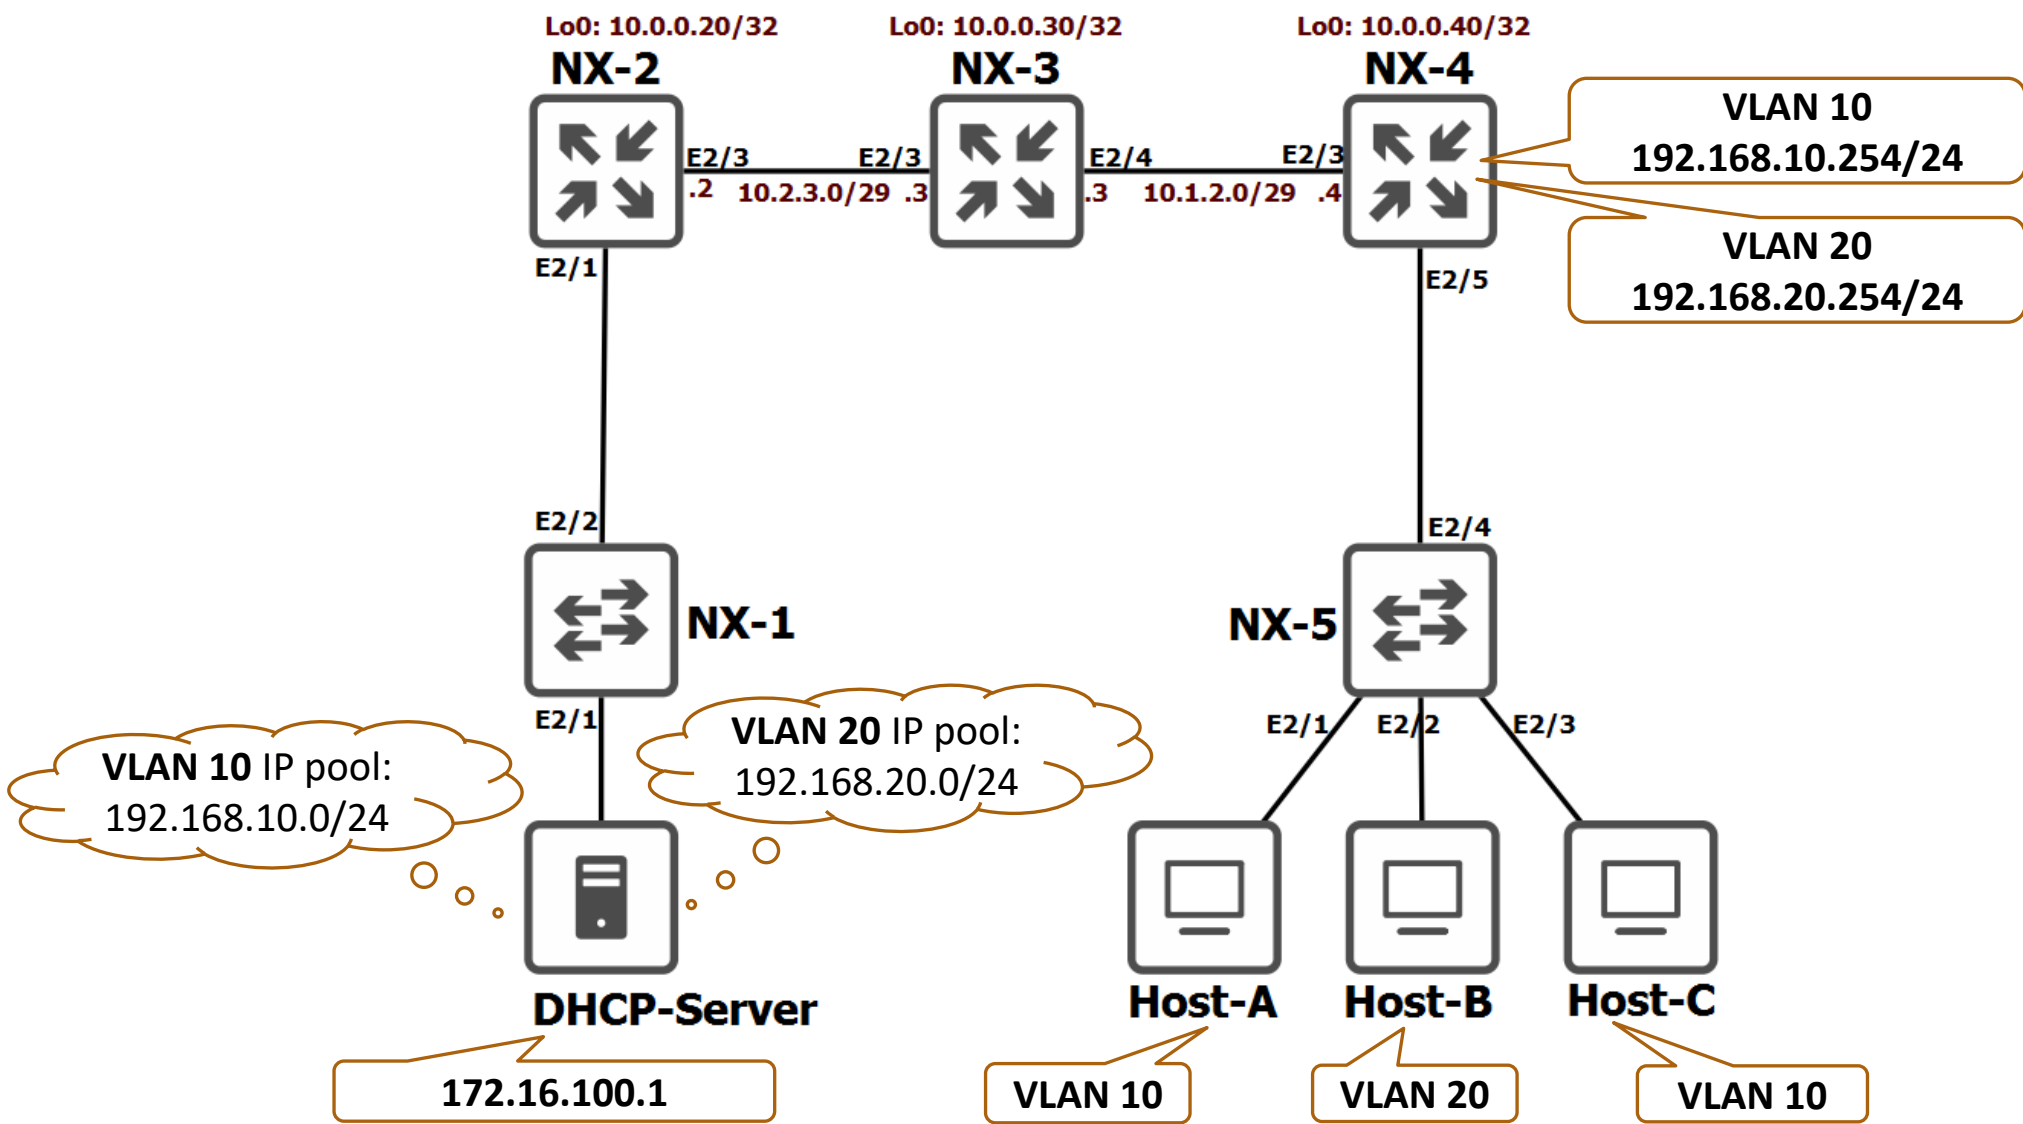 Lo0: 10.0.0.20/32
Lo0: 10.0.0.30/32
Lo0: 10.0.0.40/32
NX-2
NX-3
NX-4
VLAN 10
192.168.10.254/24
E2/3
E2/3
E2/4
E2/3
.2
10.2.3.0/29
.3
.3
10.1.2.0/29
.4
VLAN 20
192.168.20.254/24
E2/1
E2/5
E2/2
E2/4
NX-1
NX-5
E2/1
E2/1
E2/2
E2/3
VLAN 10 IP pool:
192.168.10.0/24
VLAN 20 IP pool:
192.168.20.0/24
DHCP-Server
Host-A
Host-B
Host-C
172.16.100.1
VLAN 10
VLAN 20
VLAN 10